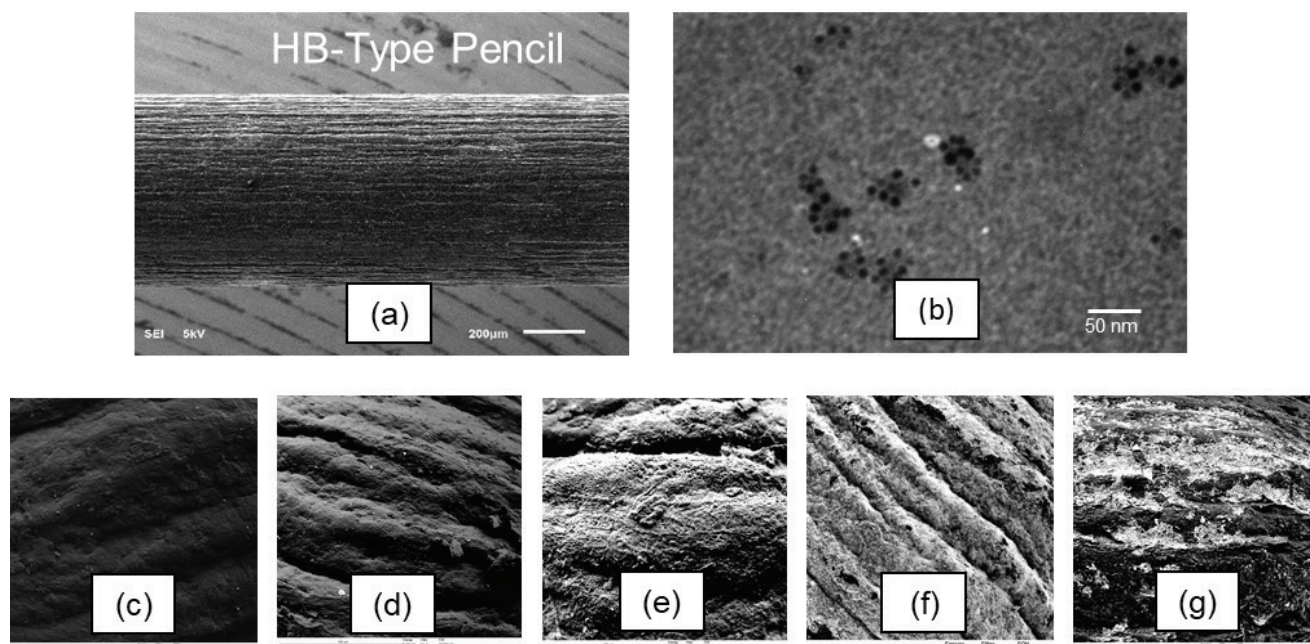 HB-Type Pencil
(a)
SEI 5kV 200µm
(b)
50 nm
(c)
(d)
(e)
(f)
(g)